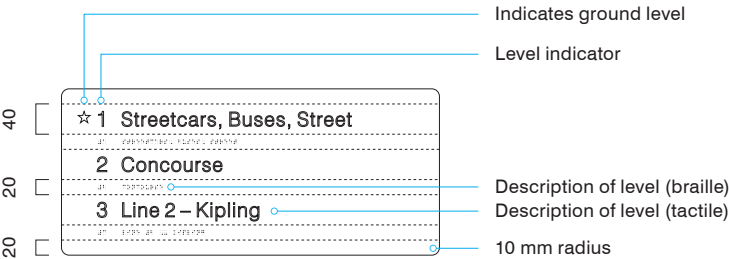 Indicates ground level
Level indicator
40
☆ 1 Streetcars, Buses, Street
2 Concourse
20
Description of level (braille)
3 Line 2 – Kipling
Description of level (tactile)
20
10 mm radius